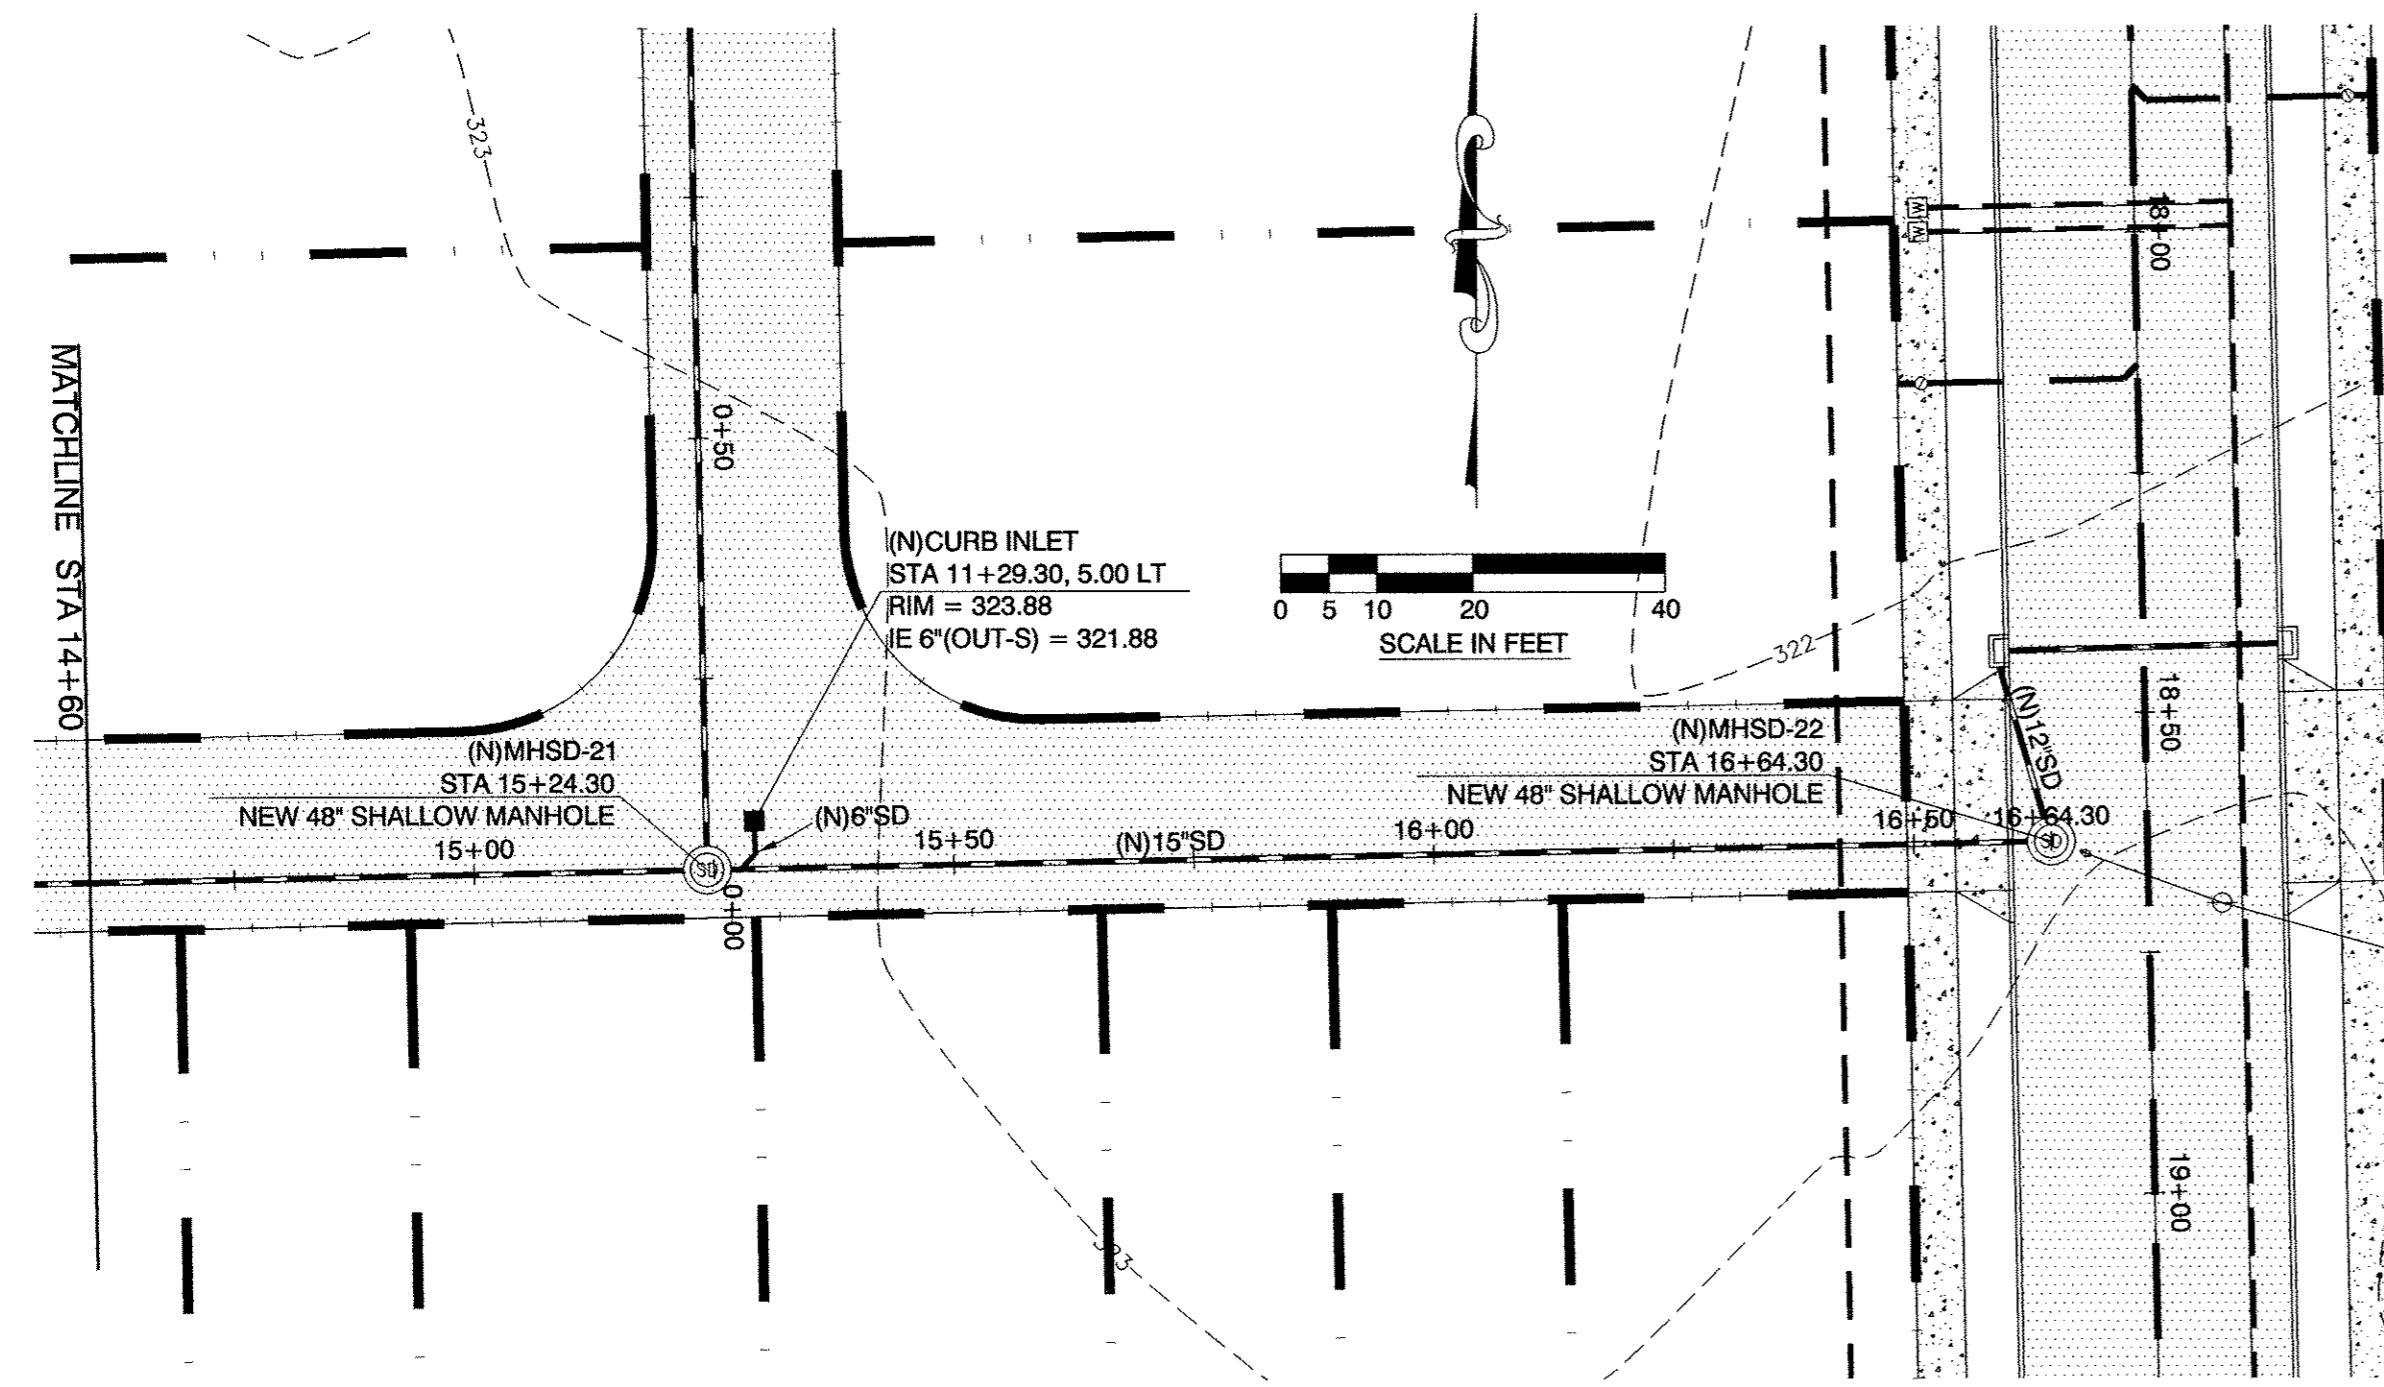 323
18+00
MATCHLINE STA 14+60
0+50
(N)CURB INLET
STA 11+29.30, 5.00 LT
RIM = 323.88
IE 6"(OUT-S) = 321.88
0 5 10 20 40
SCALE IN FEET
322
(N)12"SD
18+50
(N)MHSD-21
STA 15+24.30
NEW 48" SHALLOW MANHOLE
15+00
(N)MHSD-22
STA 16+64.30
NEW 48" SHALLOW MANHOLE
(N)6"SD
15+50
(N)15"SD
16+00
16+50
16+64.30
SD
SD
0+00
W
W
19+00
323